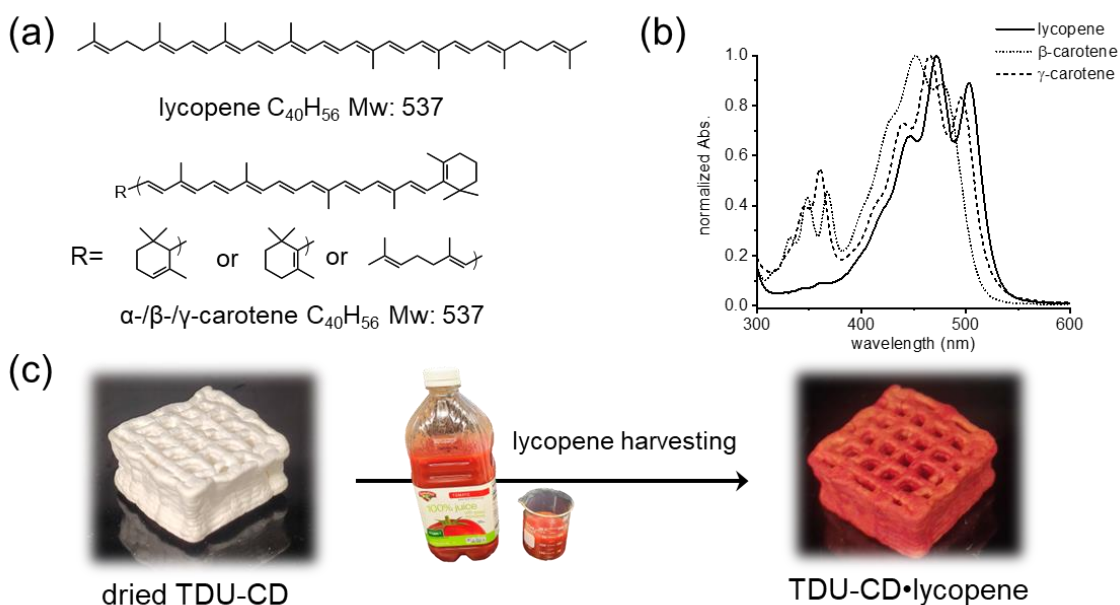 (a)
lycopene C₄₀H₅₆ Mw: 537
R
R=
or
or
α-/β-/γ-carotene C₄₀H₅₆ Mw: 537
(b)
lycopene
β-carotene
γ-carotene
normalized Abs.
1.0
0.8
0.6
0.4
0.2
0.0
300
400
500
600
wavelength (nm)
(c)
lycopene harvesting
100% juice
dried TDU-CD
TDU-CD•lycopene